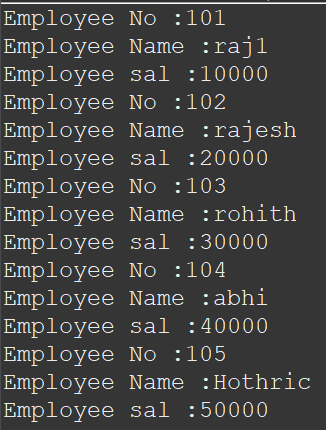 Employee No :101
Employee Name :raj1
Employee sal :10000
Employee No :102
Employee Name :rajesh
Employee sal :20000
Employee No :103
Employee Name :rohith
Employee sal :30000
Employee No :104
Employee Name :abhi
Employee sal :40000
Employee No :105
Employee Name :Hothric
Employee sal :50000